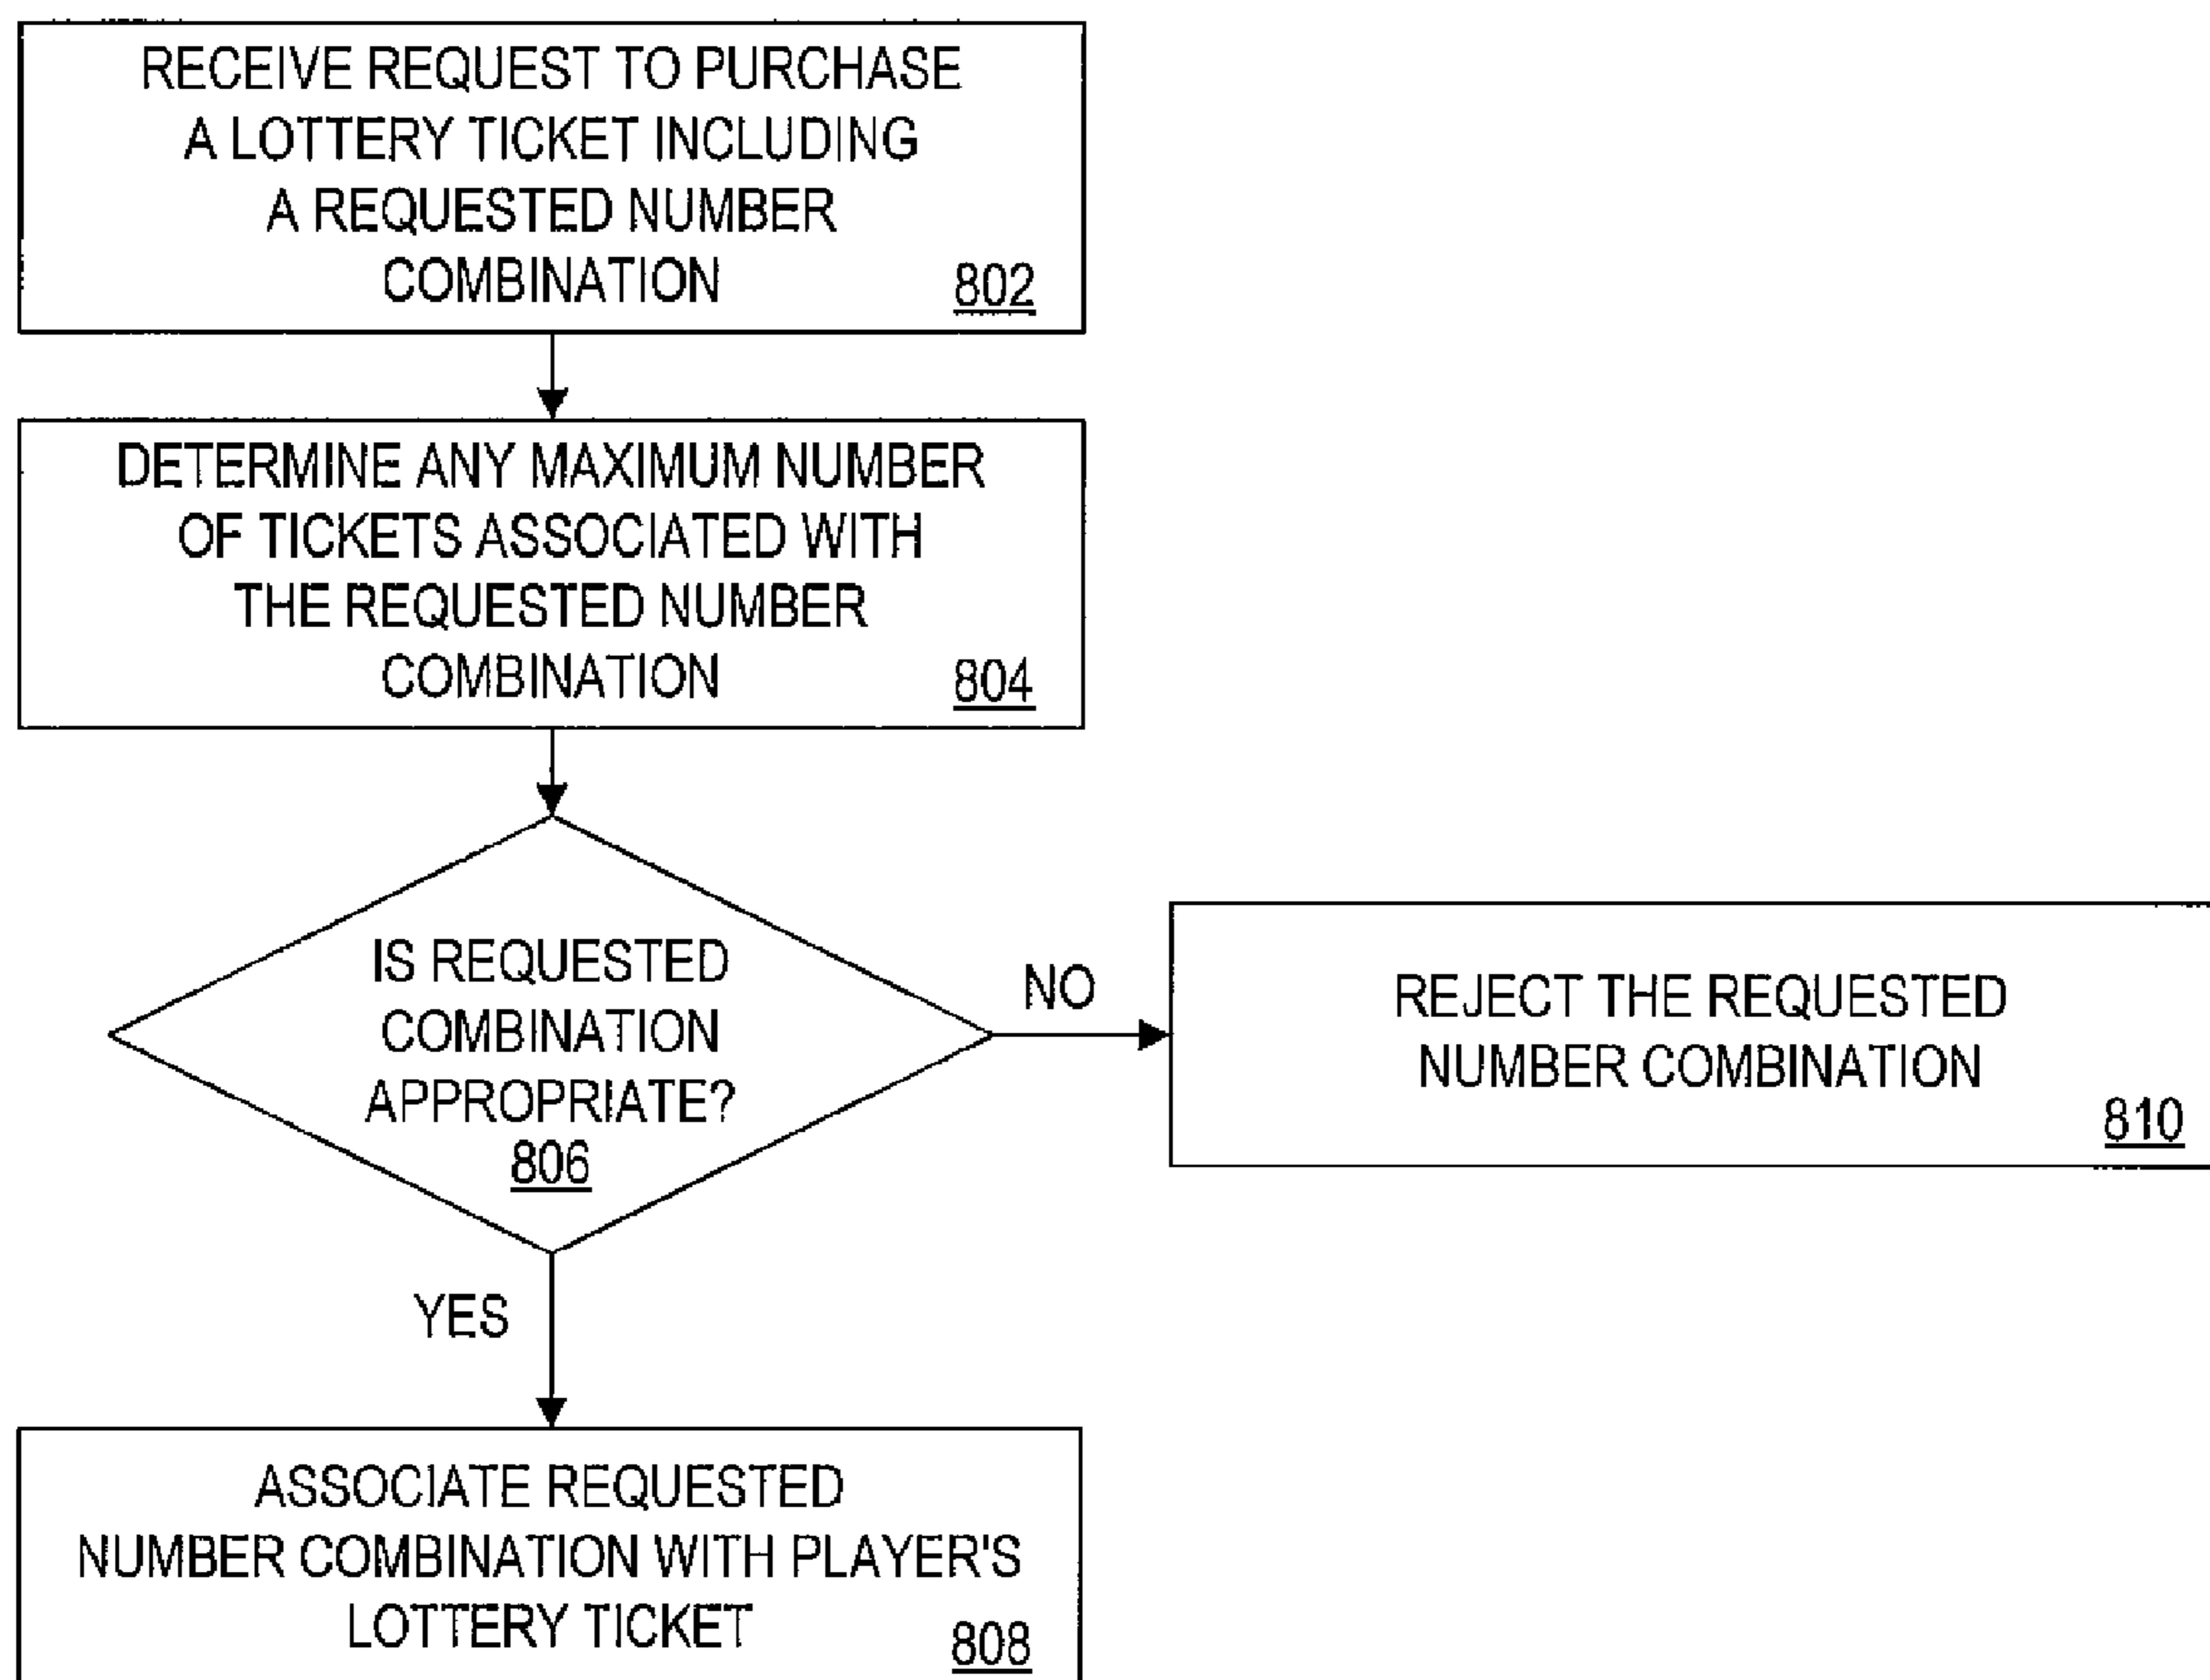 RECEIVE REQUEST TO PURCHASE
A LOTTERY TICKET INCLUDING
A REQUESTED NUMBER
COMBINATION
802
DETERMINE ANY MAXIMUM NUMBER
OF TICKETS ASSOCIATED WITH
THE REQUESTED NUMBER
COMBINATION
804
IS REQUESTED
COMBINATION
APPROPRIATE?
806
NO
REJECT THE REQUESTED
NUMBER COMBINATION
810
YES
ASSOCIATE REQUESTED
NUMBER COMBINATION WITH PLAYER'S
LOTTERY TICKET
808